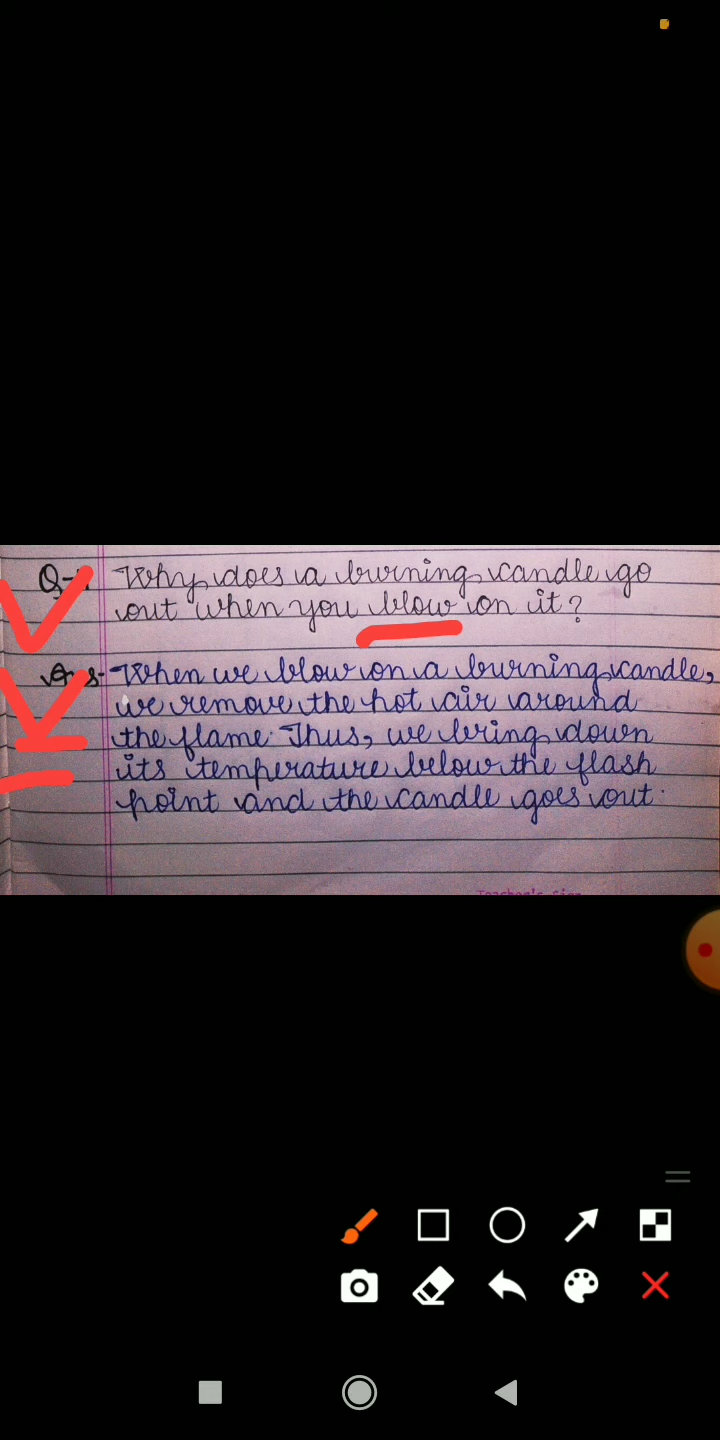 Q-1 Why does a burning candle go
out when you blow on it?
Ans- When we blow on a burning candle,
we remove the hot air around
the flame. Thus, we bring down
its temperature below the flash
point and the candle goes out.
Teacher's Sign